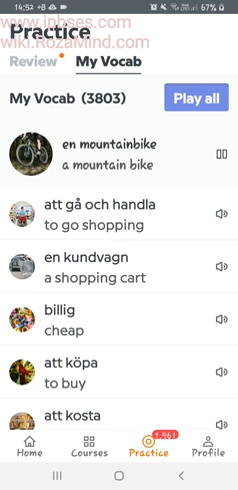 14:52
67%
www.inbses.com
Practice
wiki.RozaMind.com
Review
My Vocab
My Vocab (3803)
Play all
en mountainbike
a mountain bike
att gå och handla
to go shopping
en kundvagn
a shopping cart
billig
cheap
att köpa
to buy
att kosta
1,961
Home
Courses
Practice
Profile